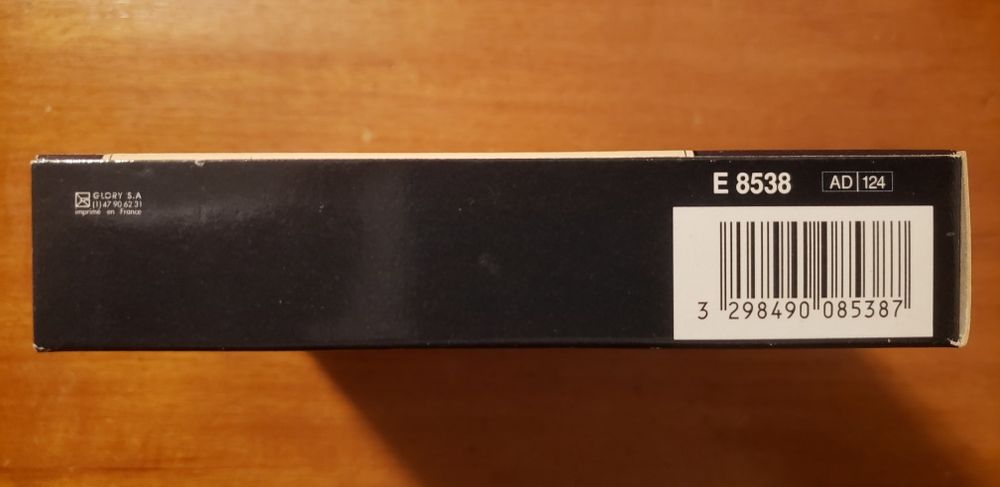 GLORY S.A
(1) 47 90 62 31
imprimé en France
E 8538
AD 124
3 298490 085387